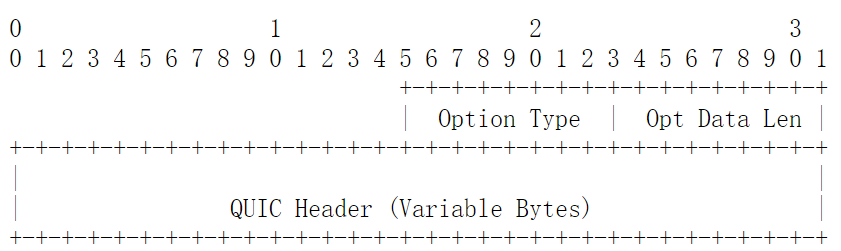 0                   1                   2                   3
0 1 2 3 4 5 6 7 8 9 0 1 2 3 4 5 6 7 8 9 0 1 2 3 4 5 6 7 8 9 0 1
                              +-+-+-+-+-+-+-+-+-+-+-+-+-+-+-+-+
                              |  Option Type  |  Opt Data Len |
+-+-+-+-+-+-+-+-+-+-+-+-+-+-+-+-+-+-+-+-+-+-+-+-+-+-+-+-+-+-+-+
|                                                              |
|                QUIC Header (Variable Bytes)                  |
+-+-+-+-+-+-+-+-+-+-+-+-+-+-+-+-+-+-+-+-+-+-+-+-+-+-+-+-+-+-+-+